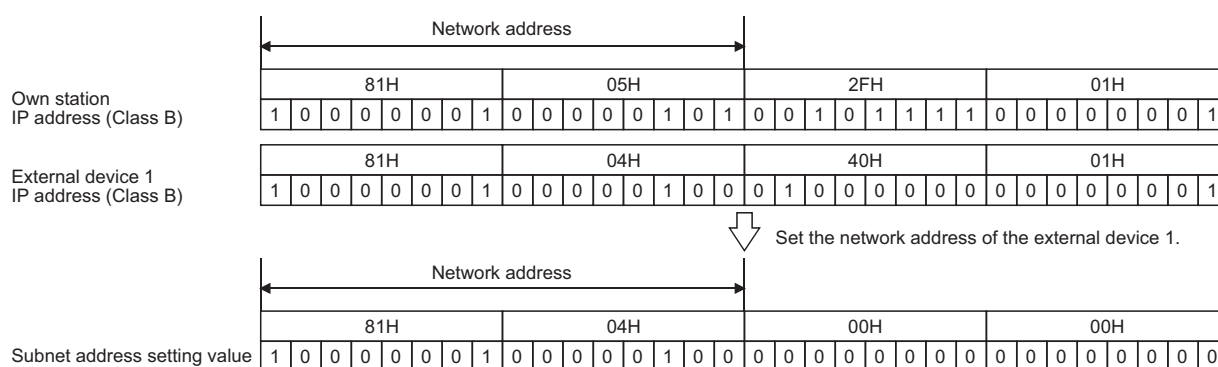 Network address
Own station
IP address (Class B)
81H 05H 2FH 01H
1 0 0 0 0 0 0 1 0 0 0 0 0 1 0 1 0 0 1 0 1 1 1 1 0 0 0 0 0 0 0 1
External device 1
IP address (Class B)
81H 04H 40H 01H
1 0 0 0 0 0 0 1 0 0 0 0 0 1 0 0 0 1 0 0 0 0 0 0 0 0 0 0 0 0 0 1
Set the network address of the external device 1.
Network address
81H 04H 00H 00H
Subnet address setting value 1 0 0 0 0 0 0 1 0 0 0 0 0 1 0 0 0 0 0 0 0 0 0 0 0 0 0 0 0 0 0 0